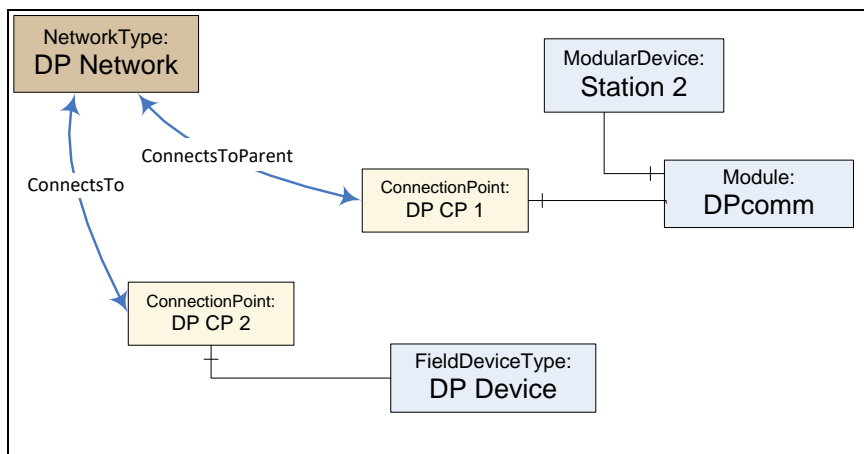 NetworkType:
DP Network
ModularDevice:
Station 2
ConnectsToParent
ConnectsTo
ConnectionPoint:
DP CP 1
Module:
DPcomm
ConnectionPoint:
DP CP 2
FieldDeviceType:
DP Device